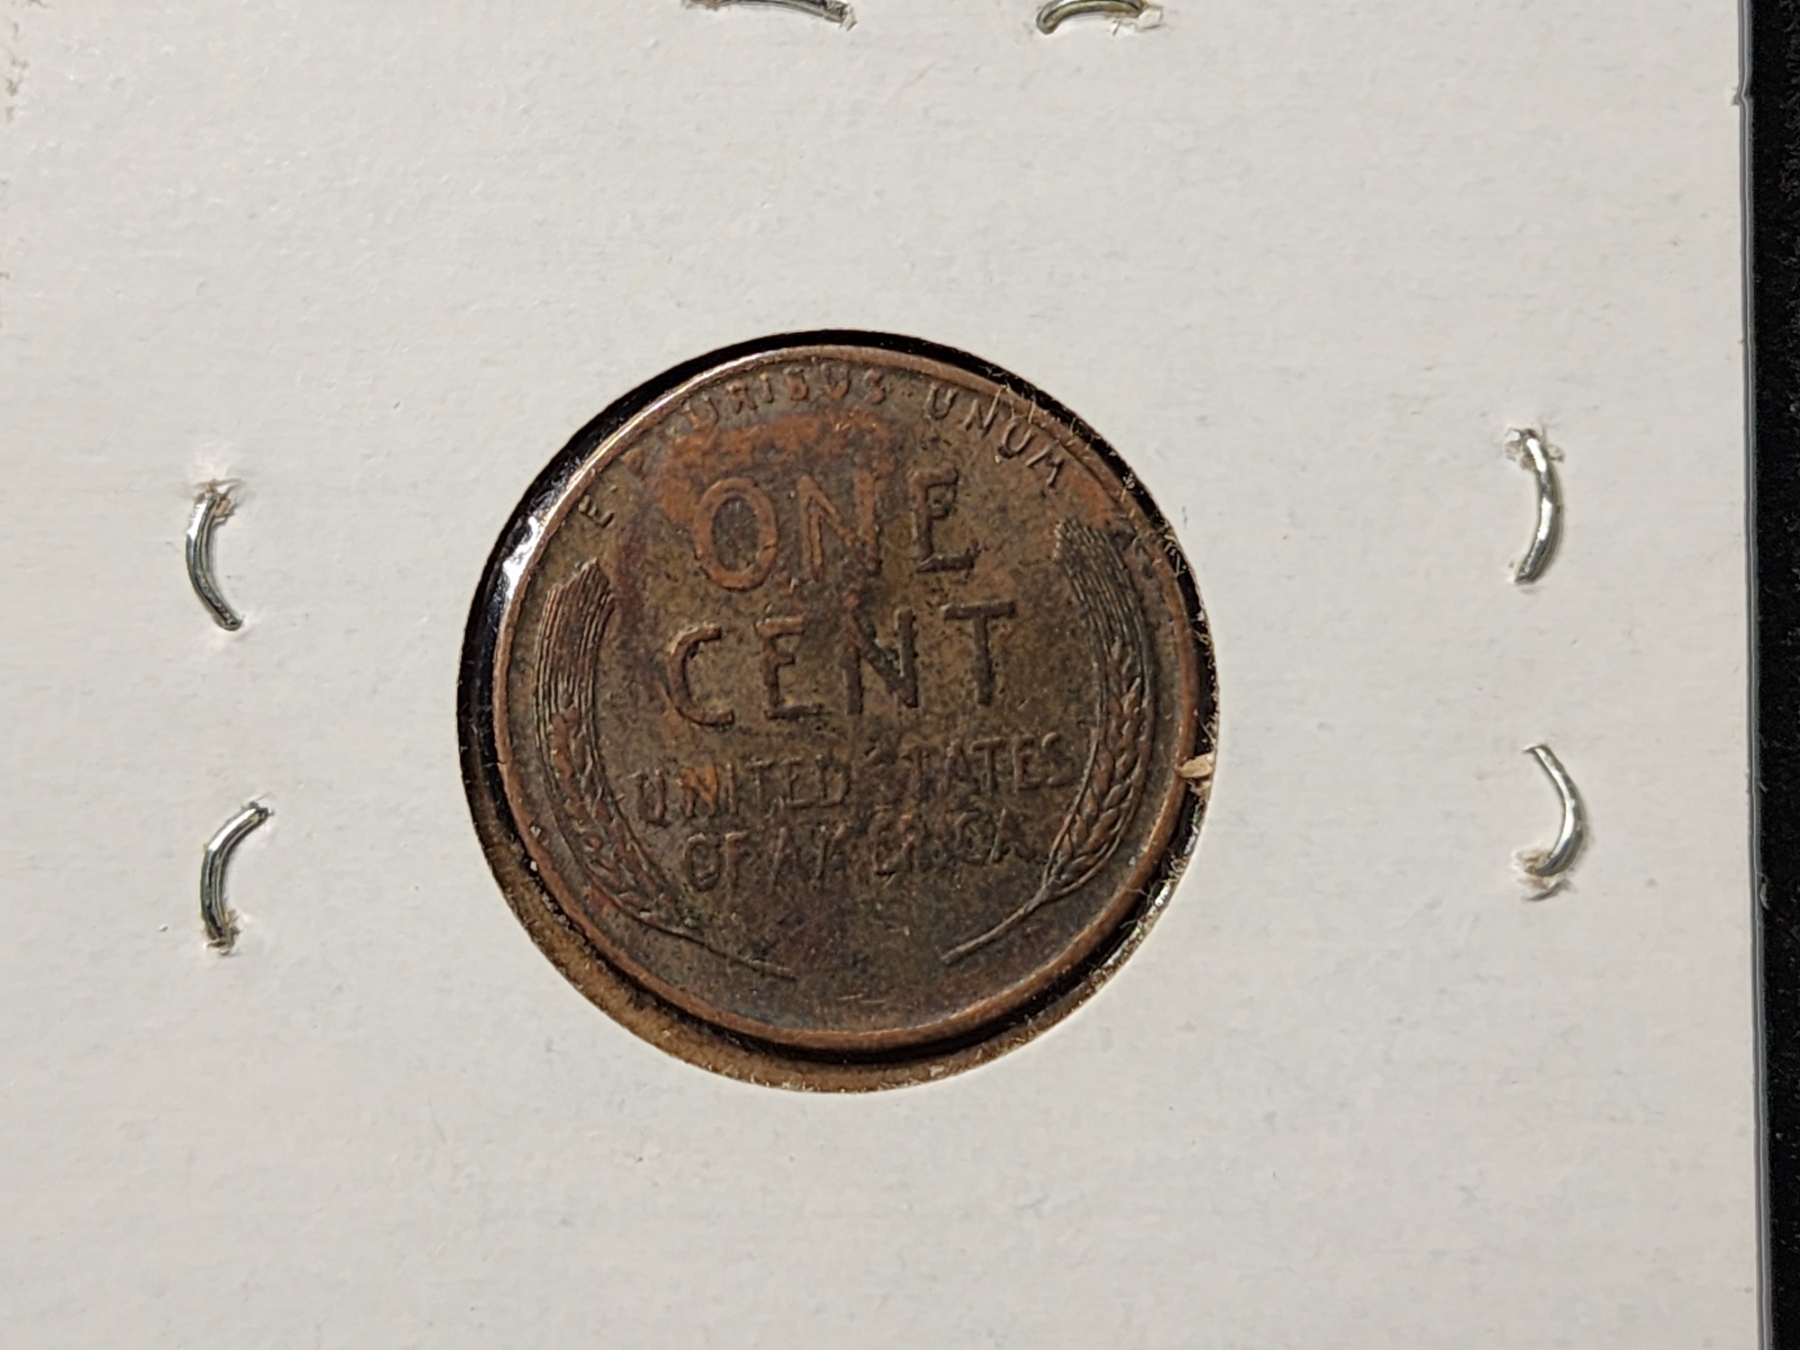 E · PLURIBUS · UNUM
ONE
CENT
UNITED STATES
OF AMERICA